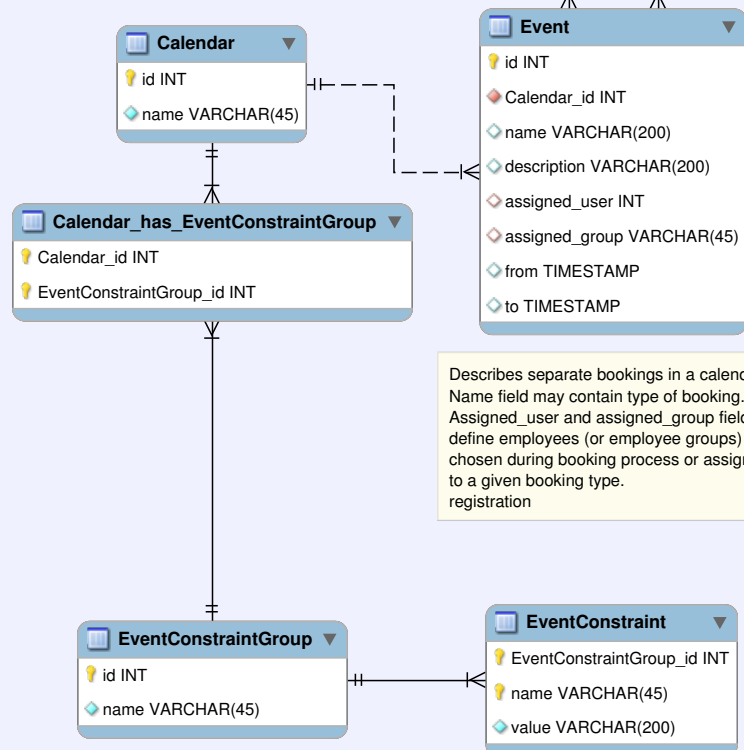 Calendar
id INT
name VARCHAR(45)
Event
id INT
Calendar_id INT
name VARCHAR(200)
description VARCHAR(200)
assigned_user INT
assigned_group VARCHAR(45)
from TIMESTAMP
to TIMESTAMP
Calendar_has_EventConstraintGroup
Calendar_id INT
EventConstraintGroup_id INT
Describes separate bookings in a
Name field may contain type of booking.
Assigned_user and assigned_group
define employees (or employee groups)
chosen during booking process or
to a given booking type.
registration
EventConstraintGroup
id INT
name VARCHAR(45)
EventConstraint
EventConstraintGroup_id INT
name VARCHAR(45)
value VARCHAR(200)